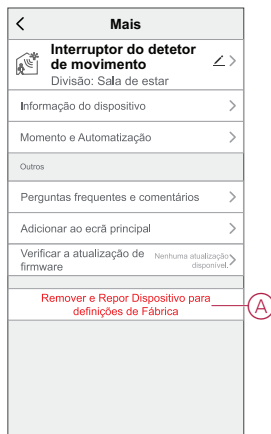 Mais
Interruptor do detetor
de movimento
Divisão: Sala de estar
Informação do dispositivo
Momento e Automatização
Outros
Perguntas frequentes e comentários
Adicionar ao ecrã principal
Verificar a atualização de
firmware
Nenhuma atualização
disponível.
Remover e Repor Dispositivo para
definições de Fábrica
A